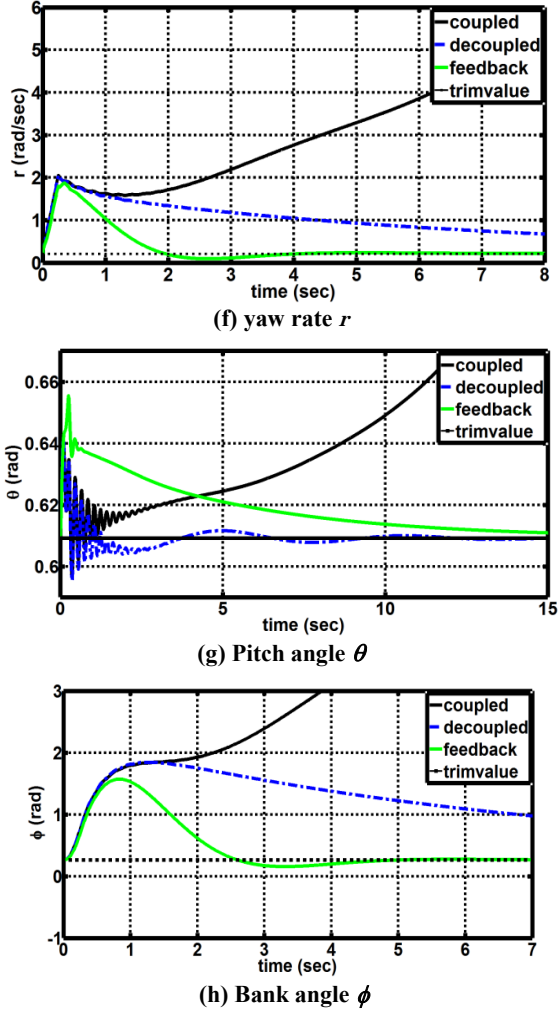 6
5
4
3
2
1
0
r (rad/sec)
coupled
decoupled
feedback
trimvalue
0 1 2 3 4 5 6 7 8
time (sec)
(f) yaw rate r
0.66
0.64
0.62
0.6
θ (rad)
coupled
decoupled
feedback
trimvalue
0 5 10 15
time (sec)
(g) Pitch angle θ
3
2
1
0
-1
ϕ (rad)
coupled
decoupled
feedback
trimvalue
0 1 2 3 4 5 6 7
time (sec)
(h) Bank angle ϕ